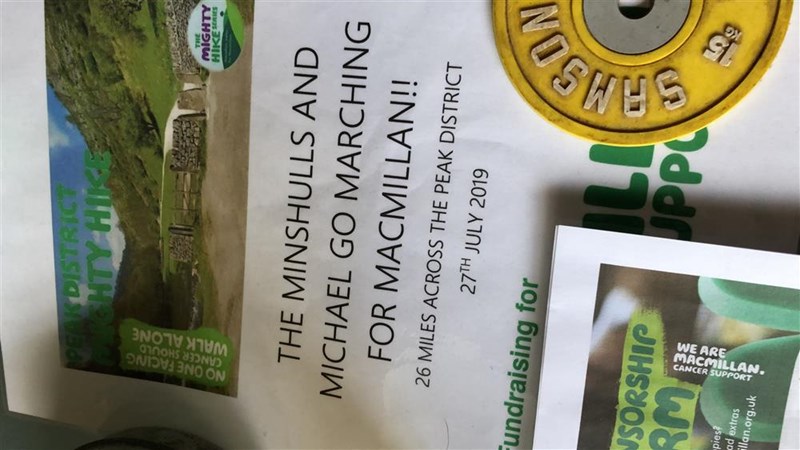 THE
MIGHTY
HIKE
SERIES
PEAK DISTRICT
MIGHTY HIKE
NO ONE FACING
CANCER SHOULD
WALK ALONE
THE MINSHULLS AND
MICHAEL GO MARCHING
FOR MACMILLAN!!
26 MILES ACROSS THE PEAK DISTRICT
27TH JULY 2019
SAMSON
Fundraising for
WE ARE
MACMILLAN.
CANCER SUPPORT